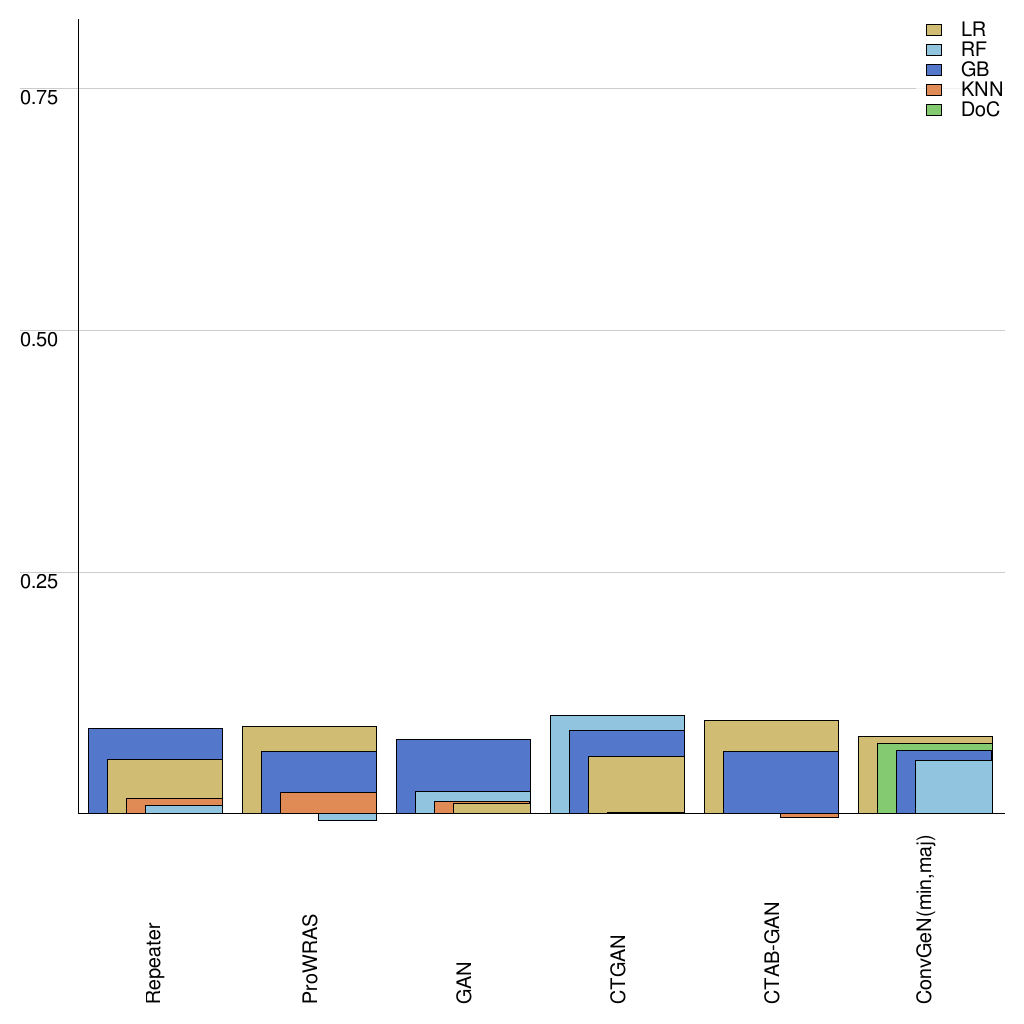 LR
RF
GB
KNN
DoC
0.75
0.50
0.25
Repeater
ProWRAS
GAN
CTGAN
CTAB-GAN
ConvGeN(min,maj)